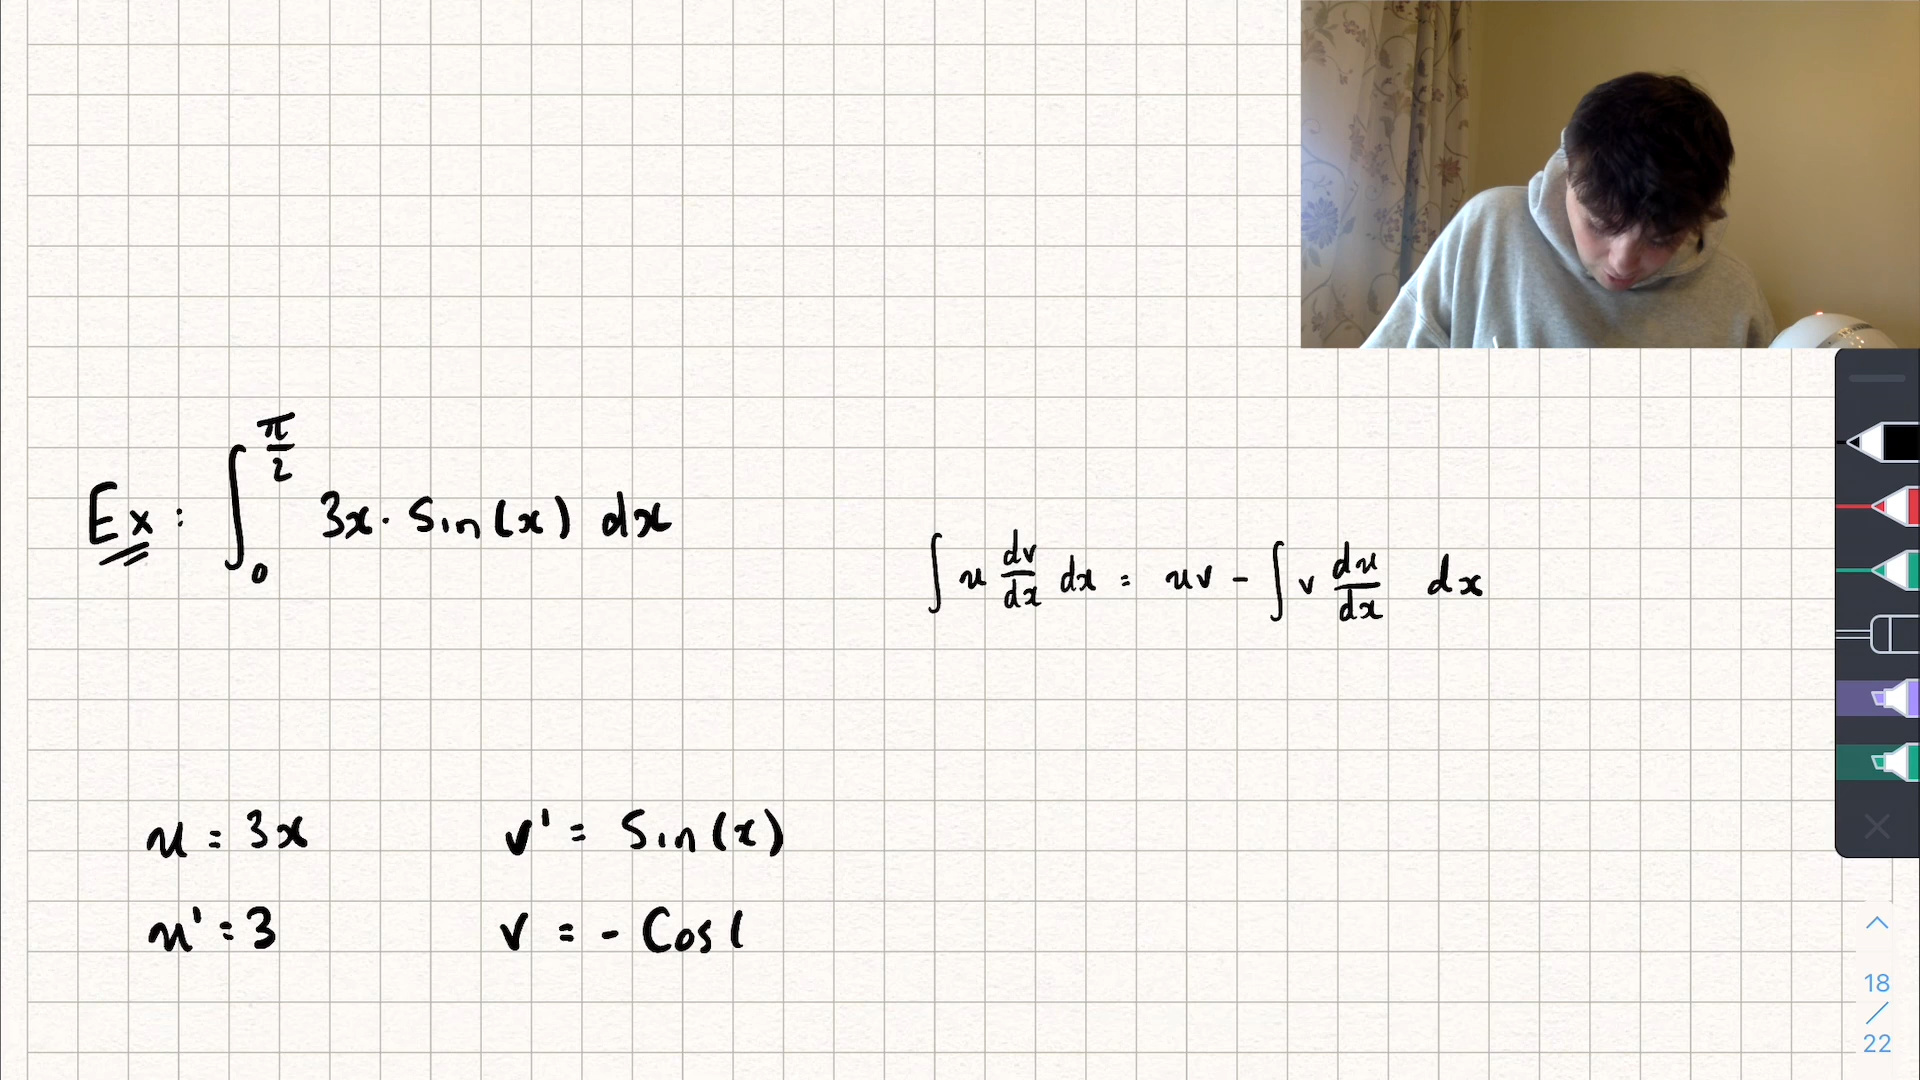 Ex: ∫₀^(π/2) 3x · Sin(x) dx
∫ u dv/dx dx = uv - ∫ v du/dx dx
u = 3x    v' = Sin(x)
u' = 3    v = - Cos(
18
/
22